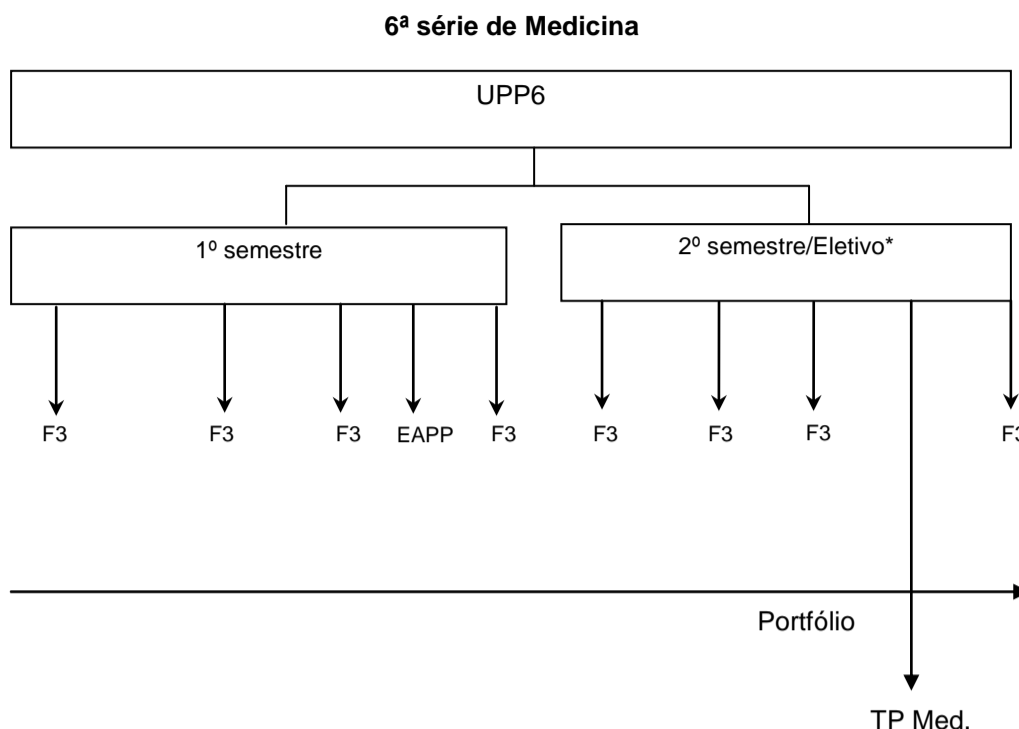 6ª série de Medicina
UPP6
1º semestre
2º semestre/Eletivo*
F3 F3 F3 EAPP F3 F3 F3 F3 F3
Portfólio
TP Med.